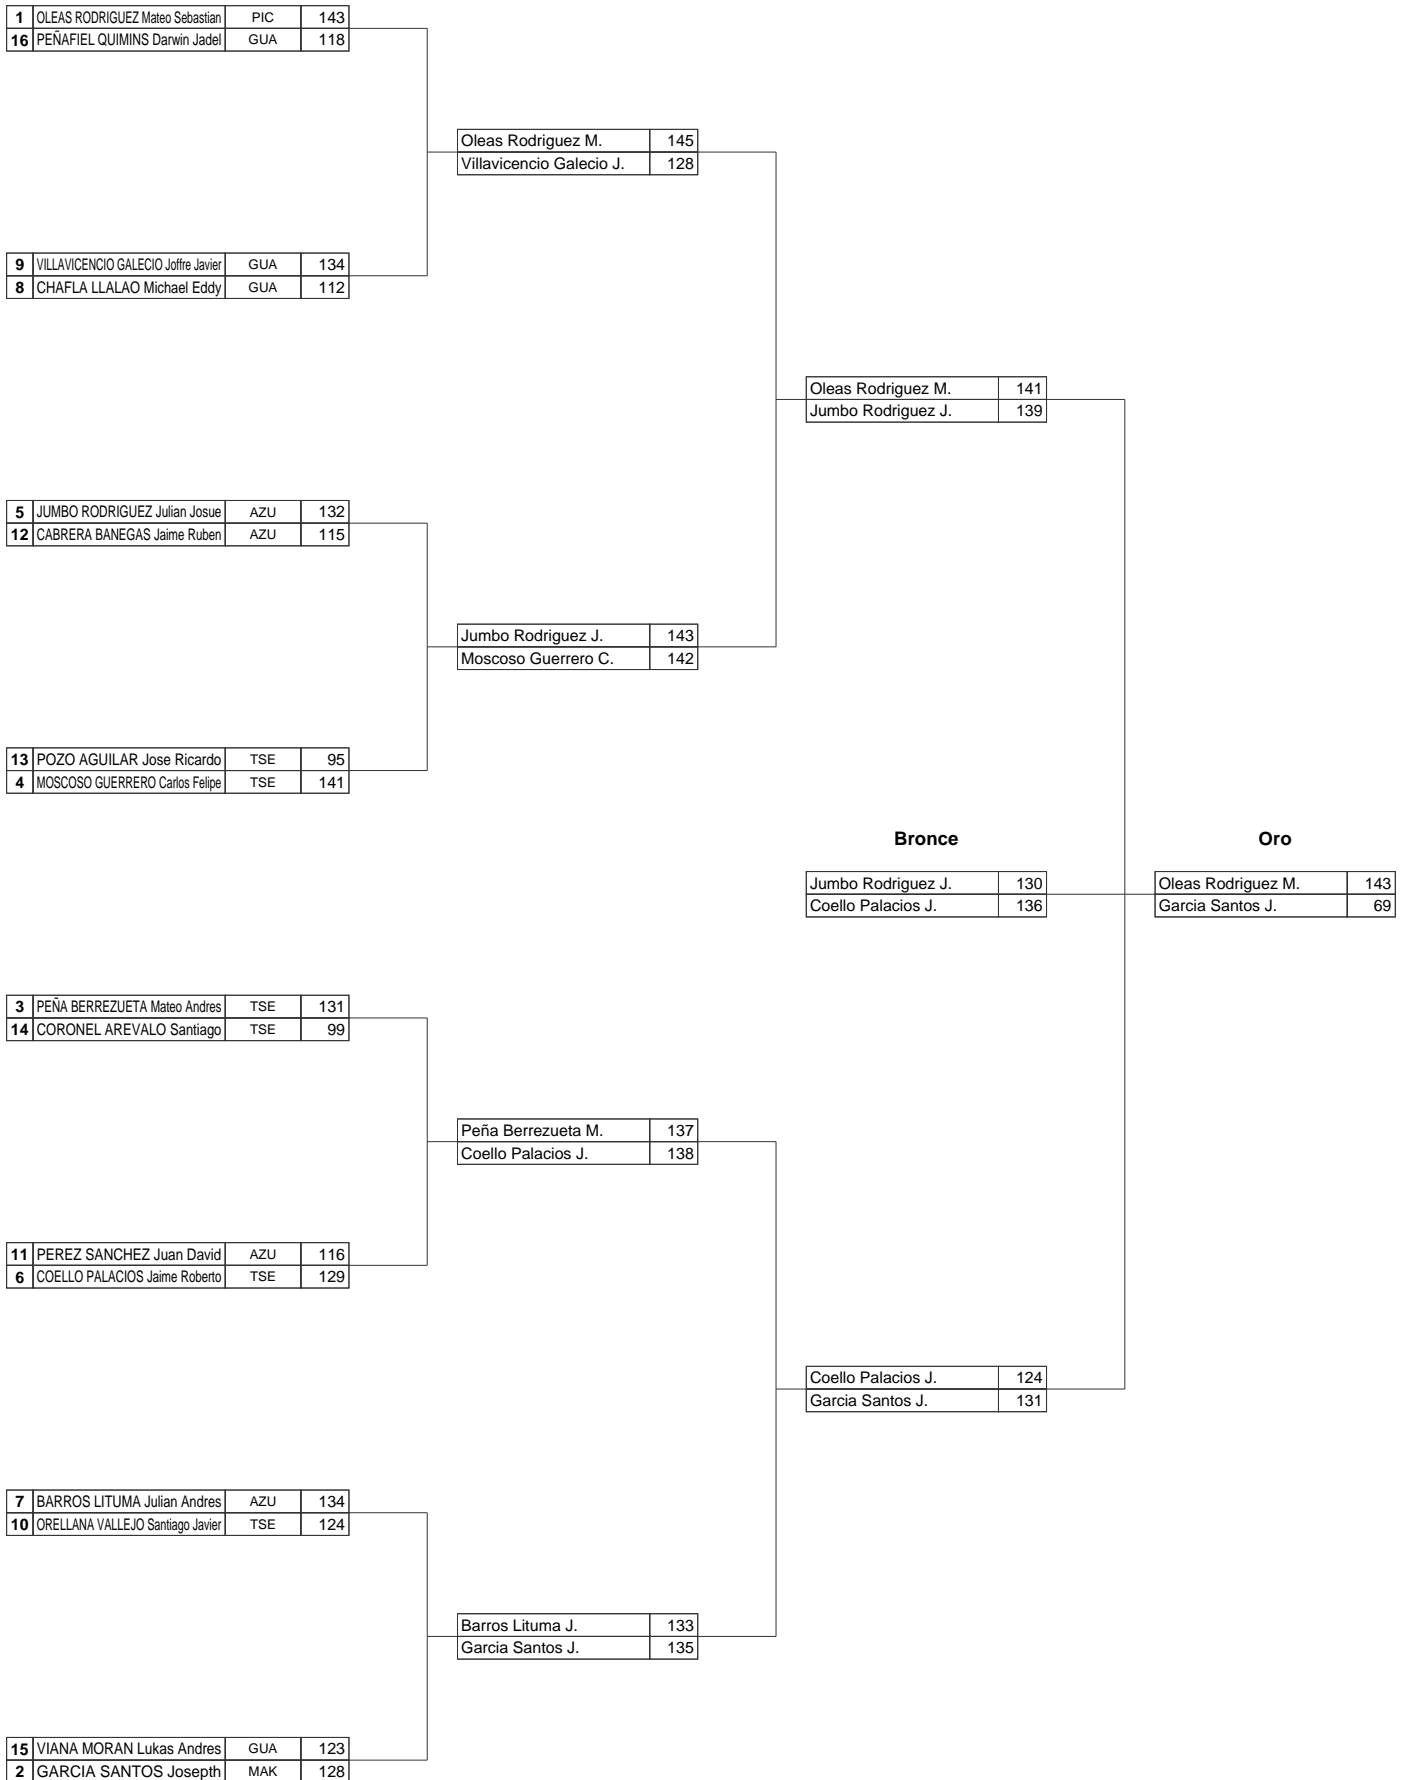 1 OLEAS RODRIGUEZ Mateo Sebastian PIC 143
16 PEÑAFIEL QUIMINS Darwin Jadel GUA 118
Oleas Rodriguez M. 145
Villavicencio Galecio J. 128
9 VILLAVICENCIO GALECIO Joffre Javier GUA 134
8 CHAFLA LLALAO Michael Eddy GUA 112
Oleas Rodriguez M. 141
Jumbo Rodriguez J. 139
5 JUMBO RODRIGUEZ Julian Josue AZU 132
12 CABRERA BANEGAS Jaime Ruben AZU 115
Jumbo Rodriguez J. 143
Moscoso Guerrero C. 142
13 POZO AGUILAR Jose Ricardo TSE 95
4 MOSCOSO GUERRERO Carlos Felipe TSE 141
Bronce Oro
Jumbo Rodriguez J. 130 Oleas Rodriguez M. 143
Coello Palacios J. 136 Garcia Santos J. 69
3 PEÑA BERREZUETA Mateo Andres TSE 131
14 CORONEL AREVALO Santiago TSE 99
Peña Berrezueta M. 137
Coello Palacios J. 138
11 PEREZ SANCHEZ Juan David AZU 116
6 COELLO PALACIOS Jaime Roberto TSE 129
Coello Palacios J. 124
Garcia Santos J. 131
7 BARROS LITUMA Julian Andres AZU 134
10 ORELLANA VALLEJO Santiago Javier TSE 124
Barros Lituma J. 133
Garcia Santos J. 135
15 VIANA MORAN Lukas Andres GUA 123
2 GARCIA SANTOS Josepth MAK 128